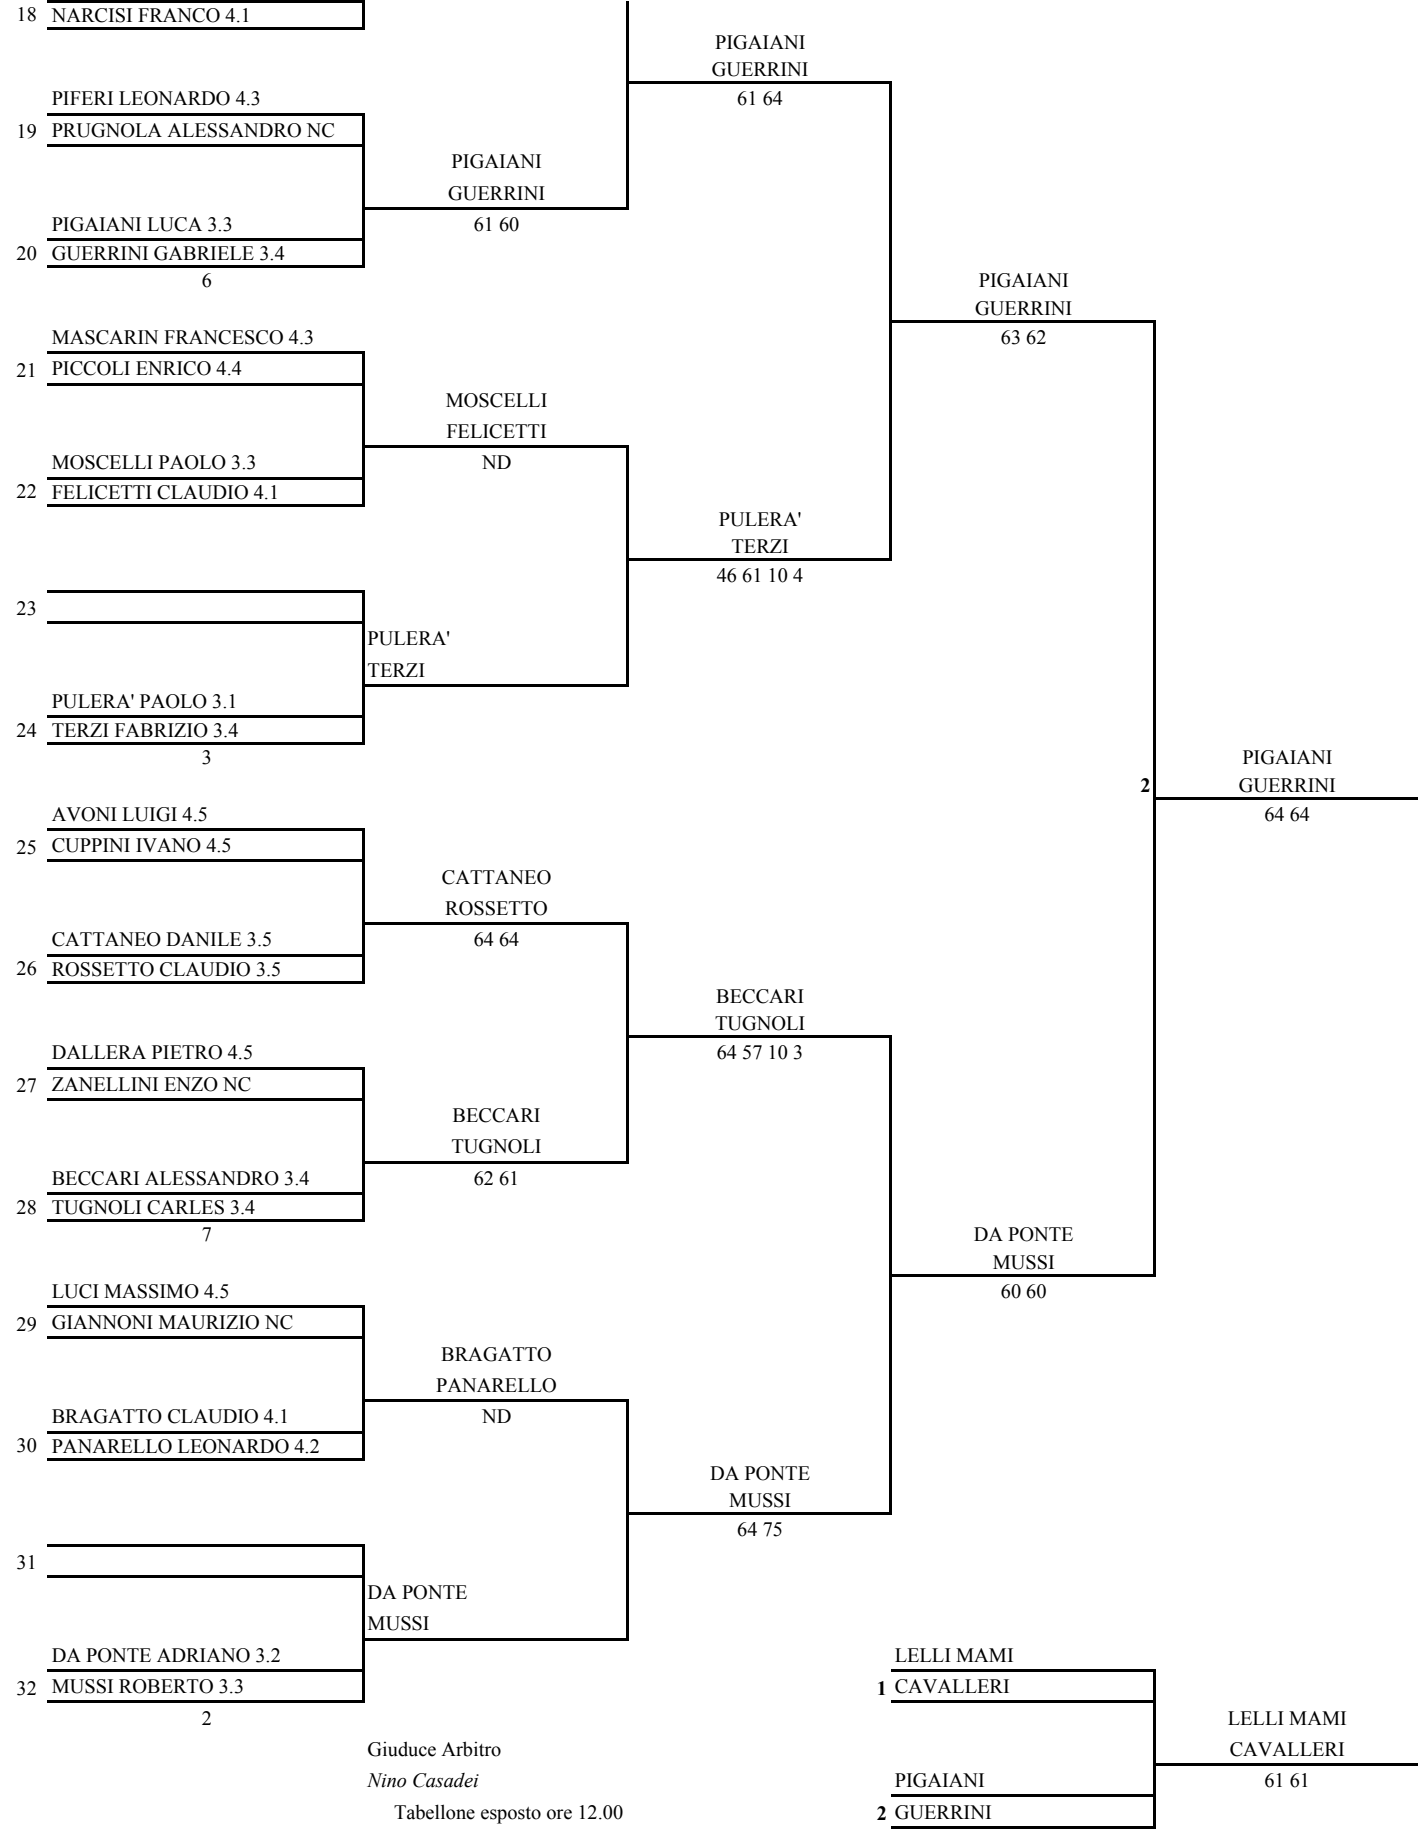 18 NARCISI FRANCO 4.1
PIGAIANI
GUERRINI
61 64
PIFERI LEONARDO 4.3
19 PRUGNOLA ALESSANDRO NC
PIGAIANI
GUERRINI
61 60
PIGAIANI LUCA 3.3
20 GUERRINI GABRIELE 3.4
6
PIGAIANI
GUERRINI
63 62
MASCARIN FRANCESCO 4.3
21 PICCOLI ENRICO 4.4
MOSCELLI
FELICETTI
ND
MOSCELLI PAOLO 3.3
22 FELICETTI CLAUDIO 4.1
PULERA'
TERZI
46 61 10 4
23
PULERA'
TERZI
PULERA' PAOLO 3.1
24 TERZI FABRIZIO 3.4
3
PIGAIANI
2 GUERRINI
64 64
AVONI LUIGI 4.5
25 CUPPINI IVANO 4.5
CATTANEO
ROSSETTO
64 64
CATTANEO DANILE 3.5
26 ROSSETTO CLAUDIO 3.5
BECCARI
TUGNOLI
64 57 10 3
DALLERA PIETRO 4.5
27 ZANELLINI ENZO NC
BECCARI
TUGNOLI
62 61
BECCARI ALESSANDRO 3.4
28 TUGNOLI CARLES 3.4
7
DA PONTE
MUSSI
60 60
LUCI MASSIMO 4.5
29 GIANNONI MAURIZIO NC
BRAGATTO
PANARELLO
ND
BRAGATTO CLAUDIO 4.1
30 PANARELLO LEONARDO 4.2
DA PONTE
MUSSI
64 75
31
DA PONTE
MUSSI
DA PONTE ADRIANO 3.2
32 MUSSI ROBERTO 3.3
2
LELLI MAMI
1 CAVALLERI
LELLI MAMI
CAVALLERI
61 61
PIGAIANI
2 GUERRINI
Giuduce Arbitro
Nino Casadei
Tabellone esposto ore 12.00